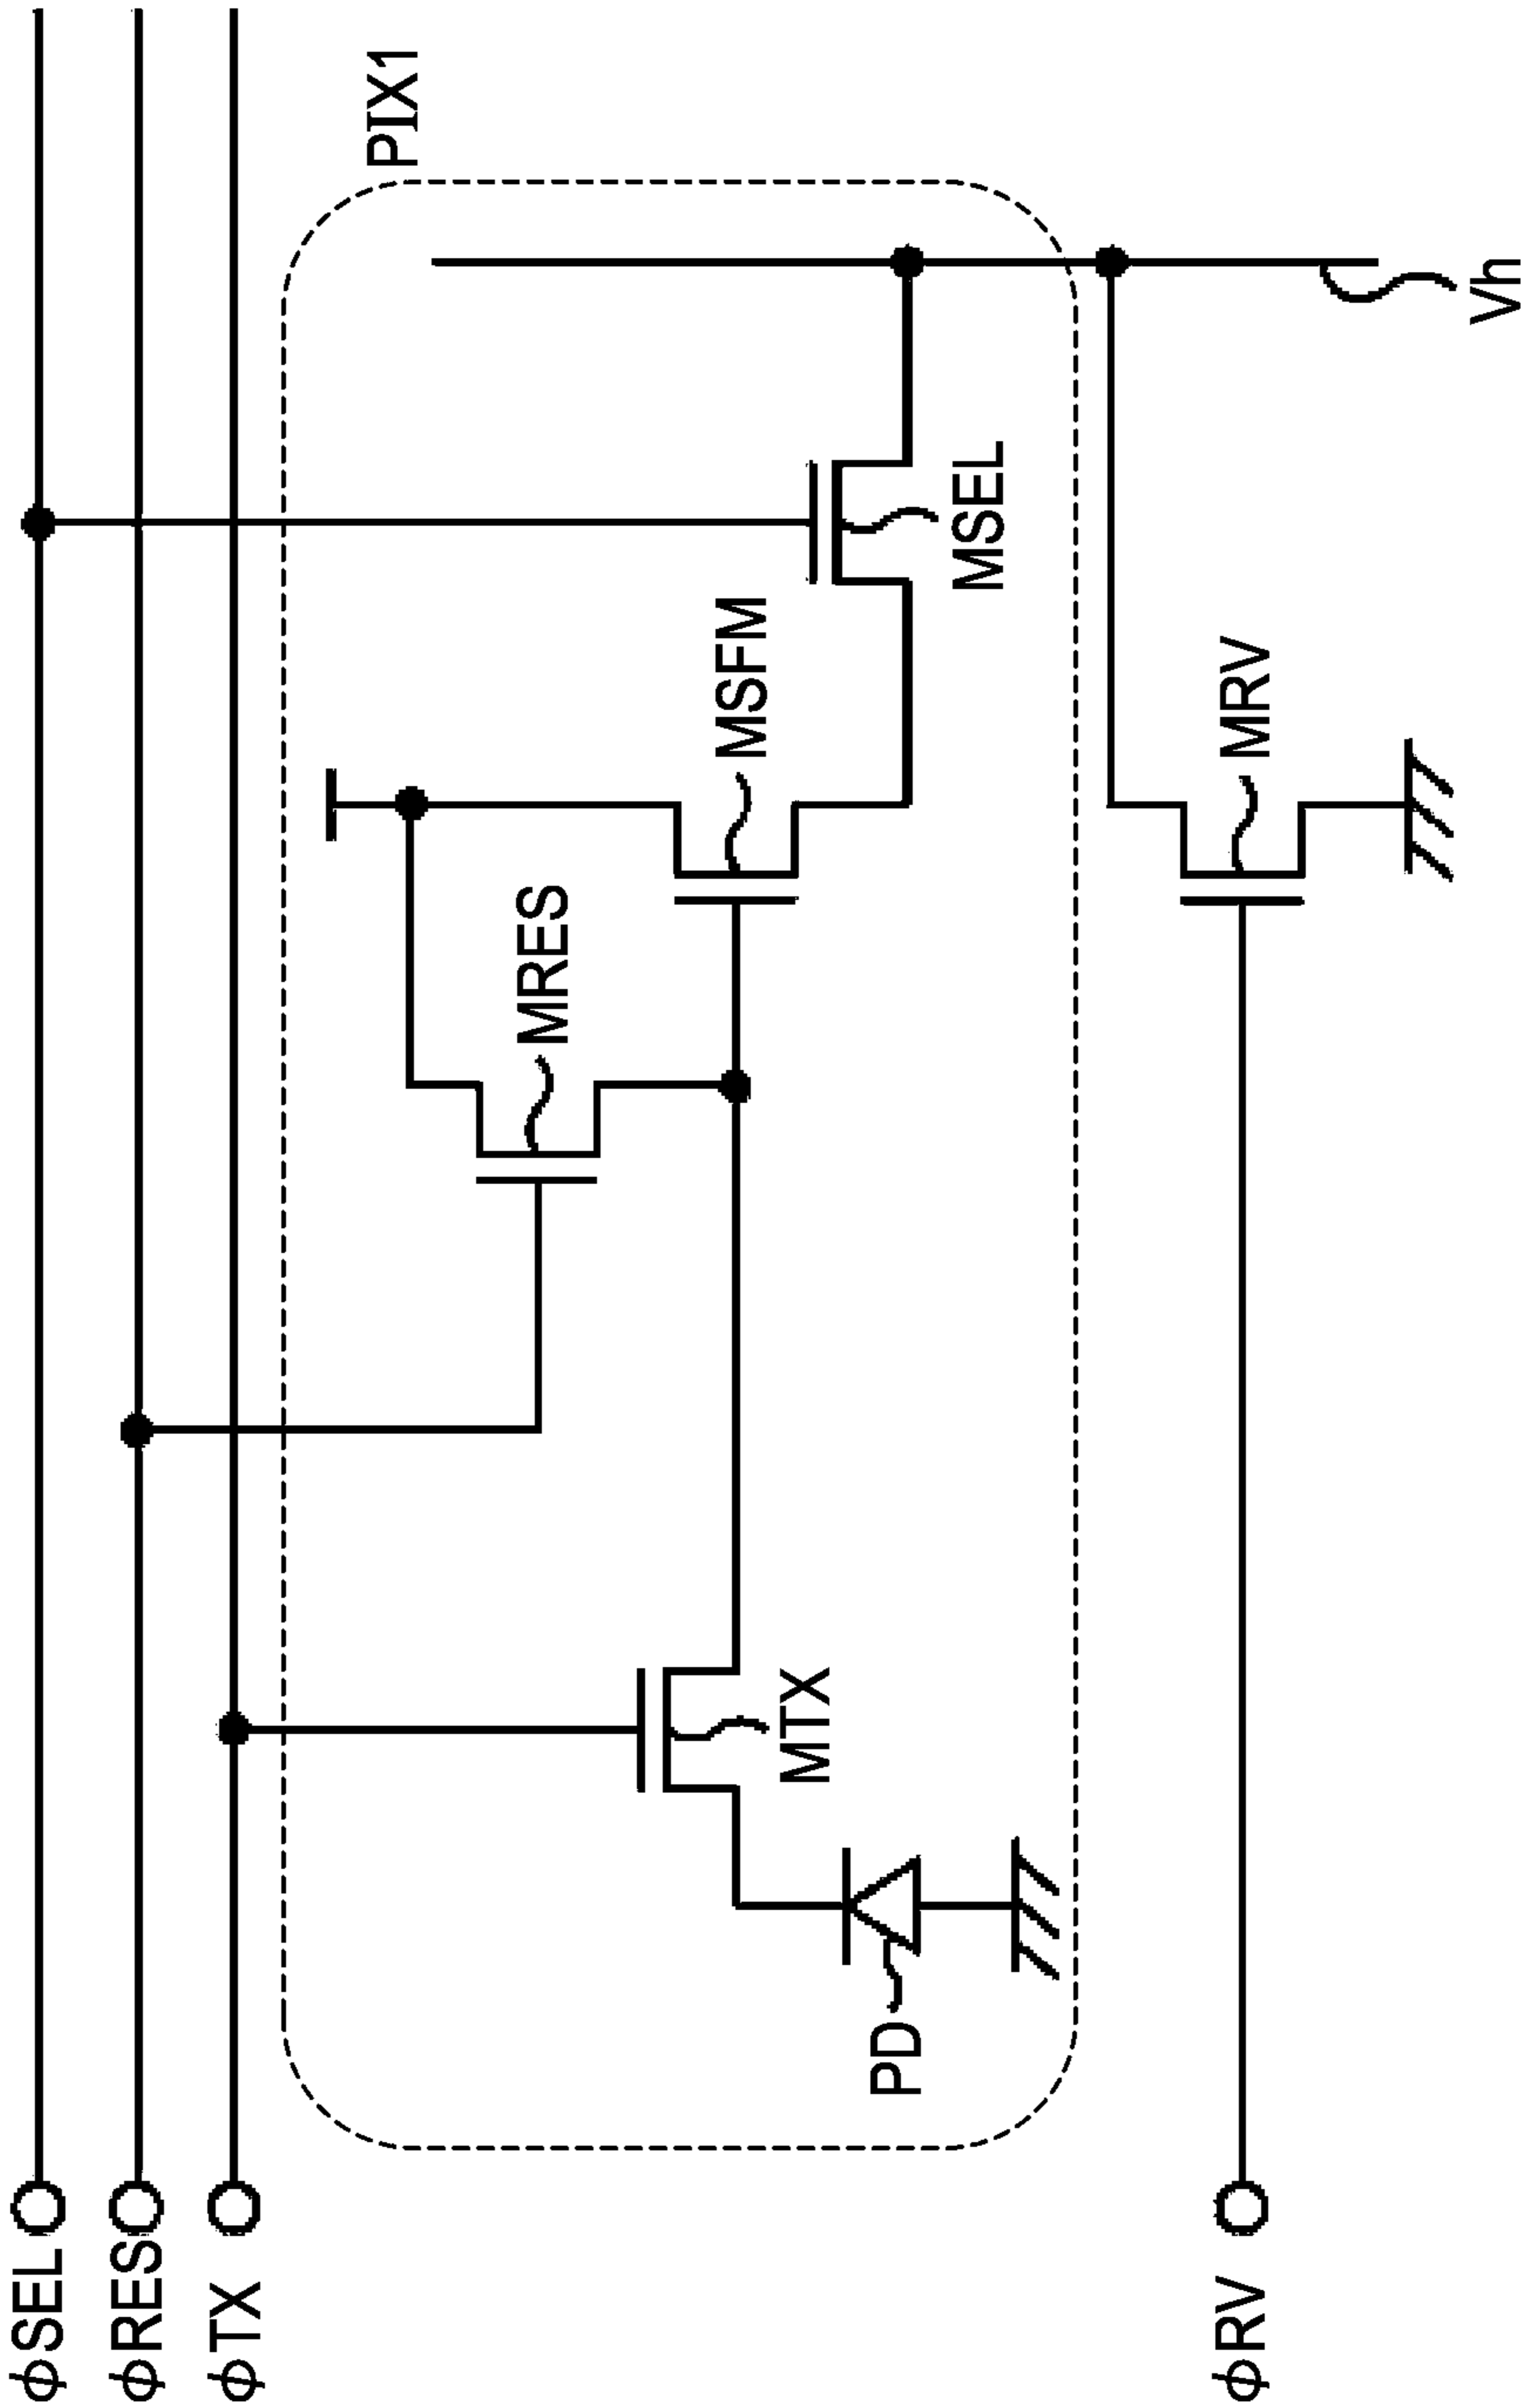 ϕSEL
ϕRES
ϕTX
PIX1
MRES
MSFM
MSEL
MTX
PD
MRV
ϕRV
Vh